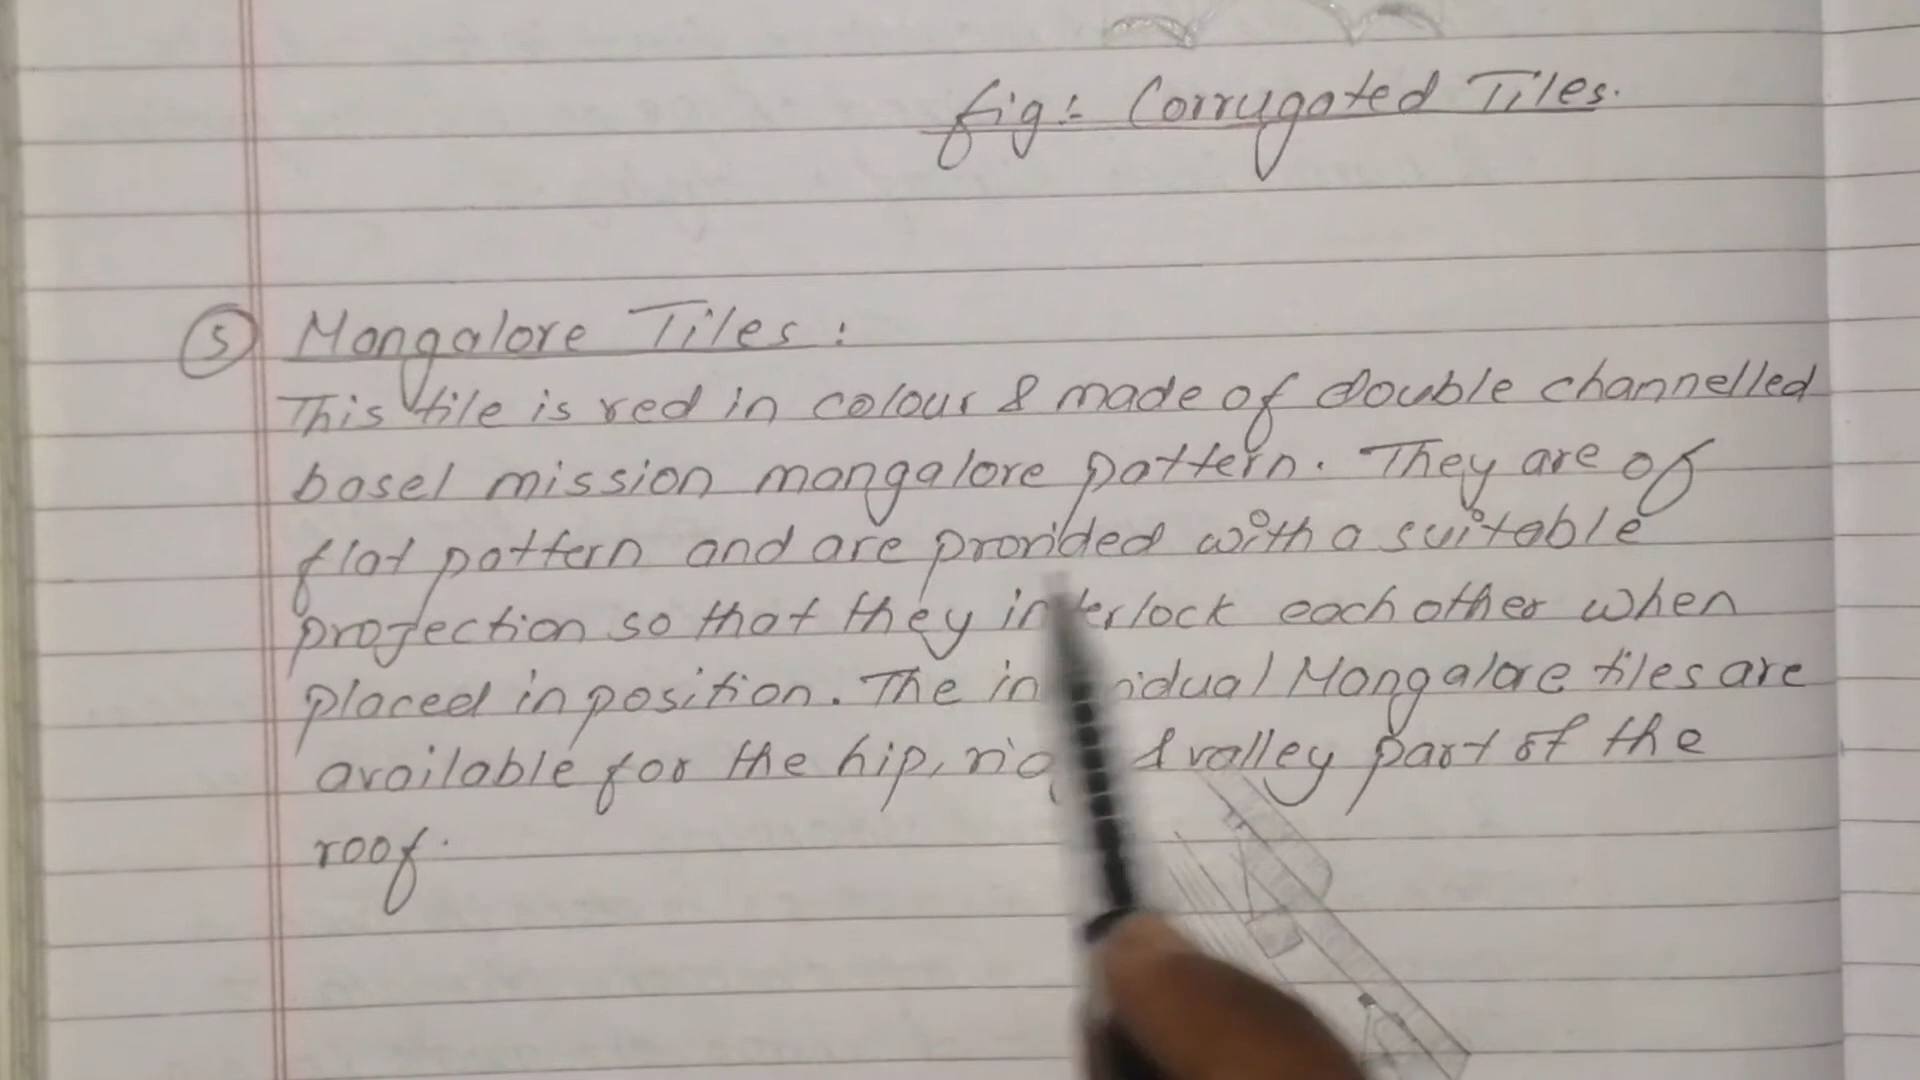 fig:- Corrugated Tiles.
5 Mangalore Tiles:
This tile is red in colour & made of double channelled
basel mission mangalore pattern. They are of
flat pattern and are provided with a suitable
projection so that they interlock each other when
placed in position. The individual Mangalore tiles are
available for the hip, & valley part of the
roof.